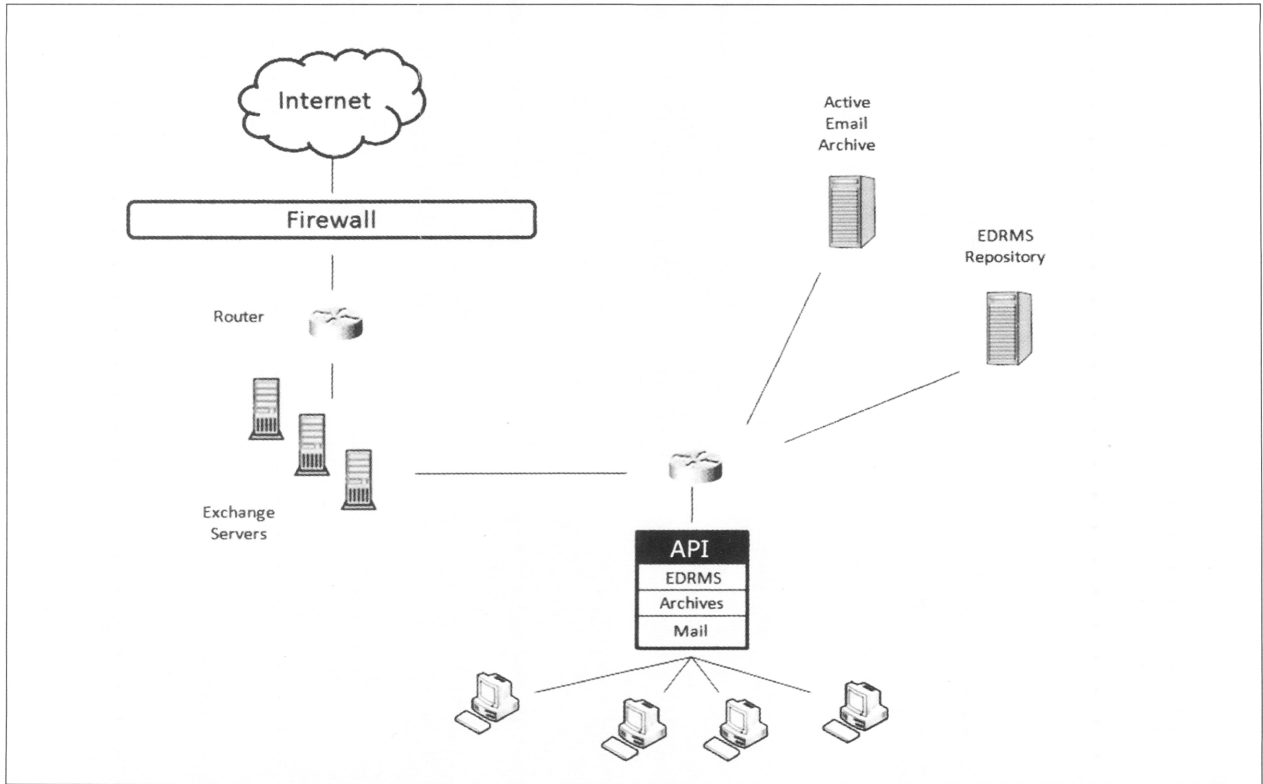 Internet
Firewall
Router
Exchange
Servers
Active
Email
Archive
EDRMS
Repository
API
EDRMS
Archives
Mail